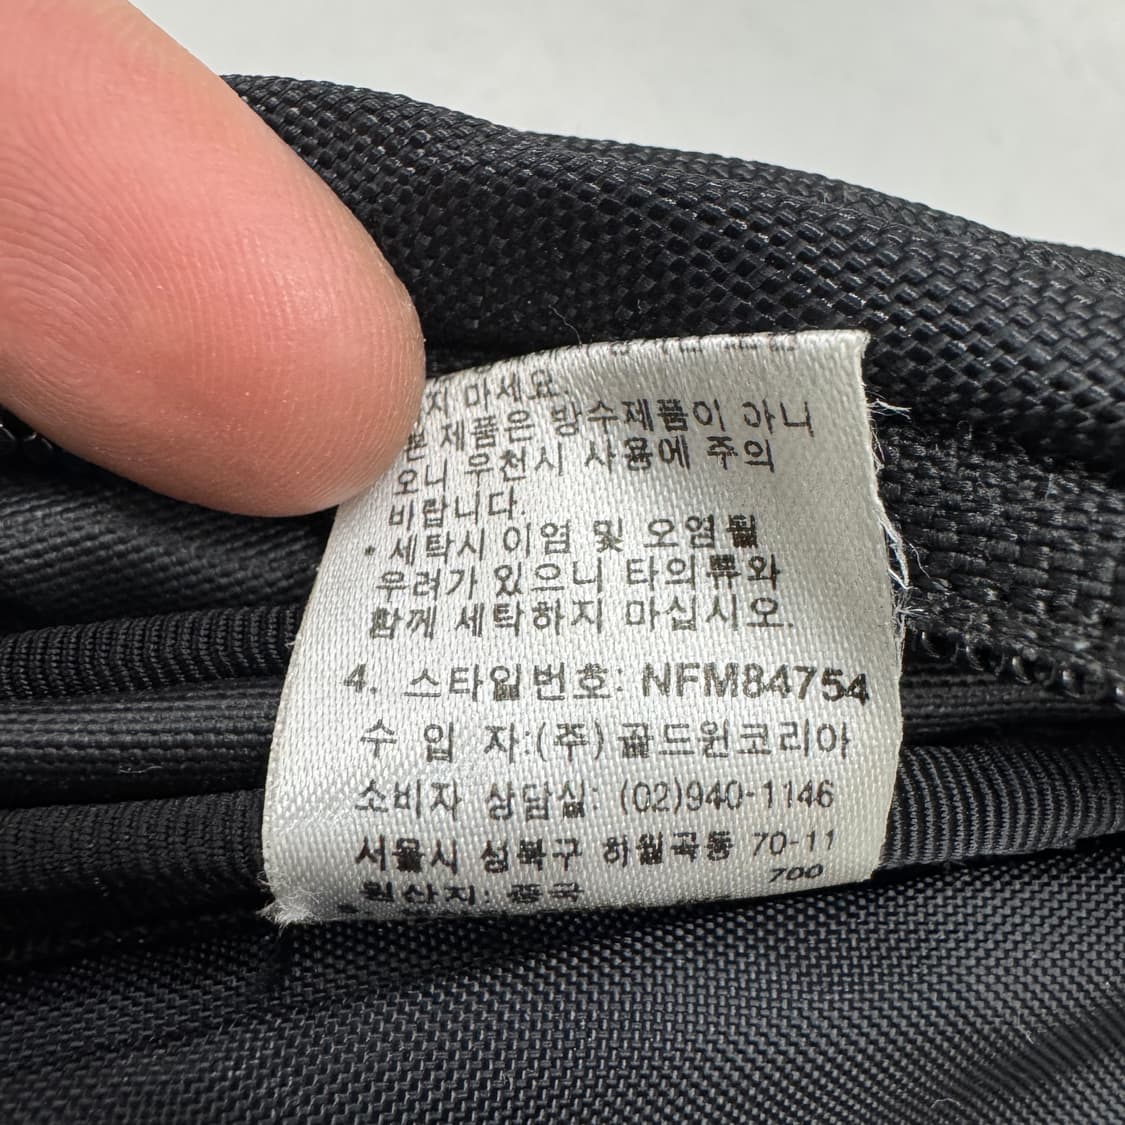 지 마세요.
본 제품은 방수제품이 아니
오니 우천시 사용에 주의
바랍니다.
·세탁시 이염 및 오염될
우려가 있으니 타의류와
함께 세탁하지 마십시오.
4. 스타일번호: NFM84754
수 입 자:(주)골드윈코리아
소비자 상담실: (02)940-1146
서울시 성북구 하월곡동 70-11
700
원산지: 중국